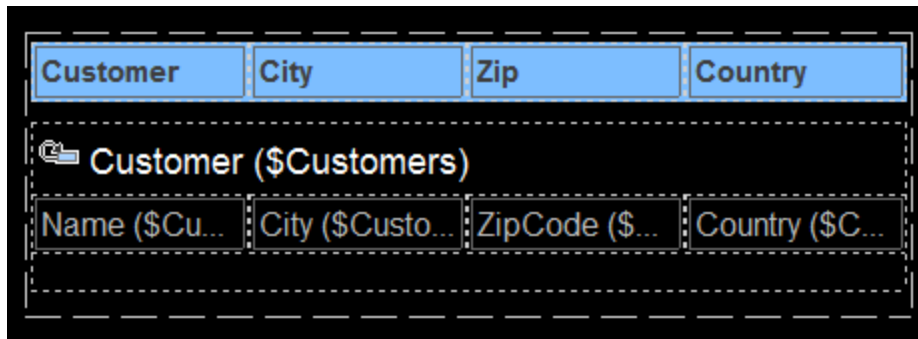 Customer City Zip Country
Customer ($Customers)
Name ($Cu... City ($Custo... ZipCode ($... Country ($C...